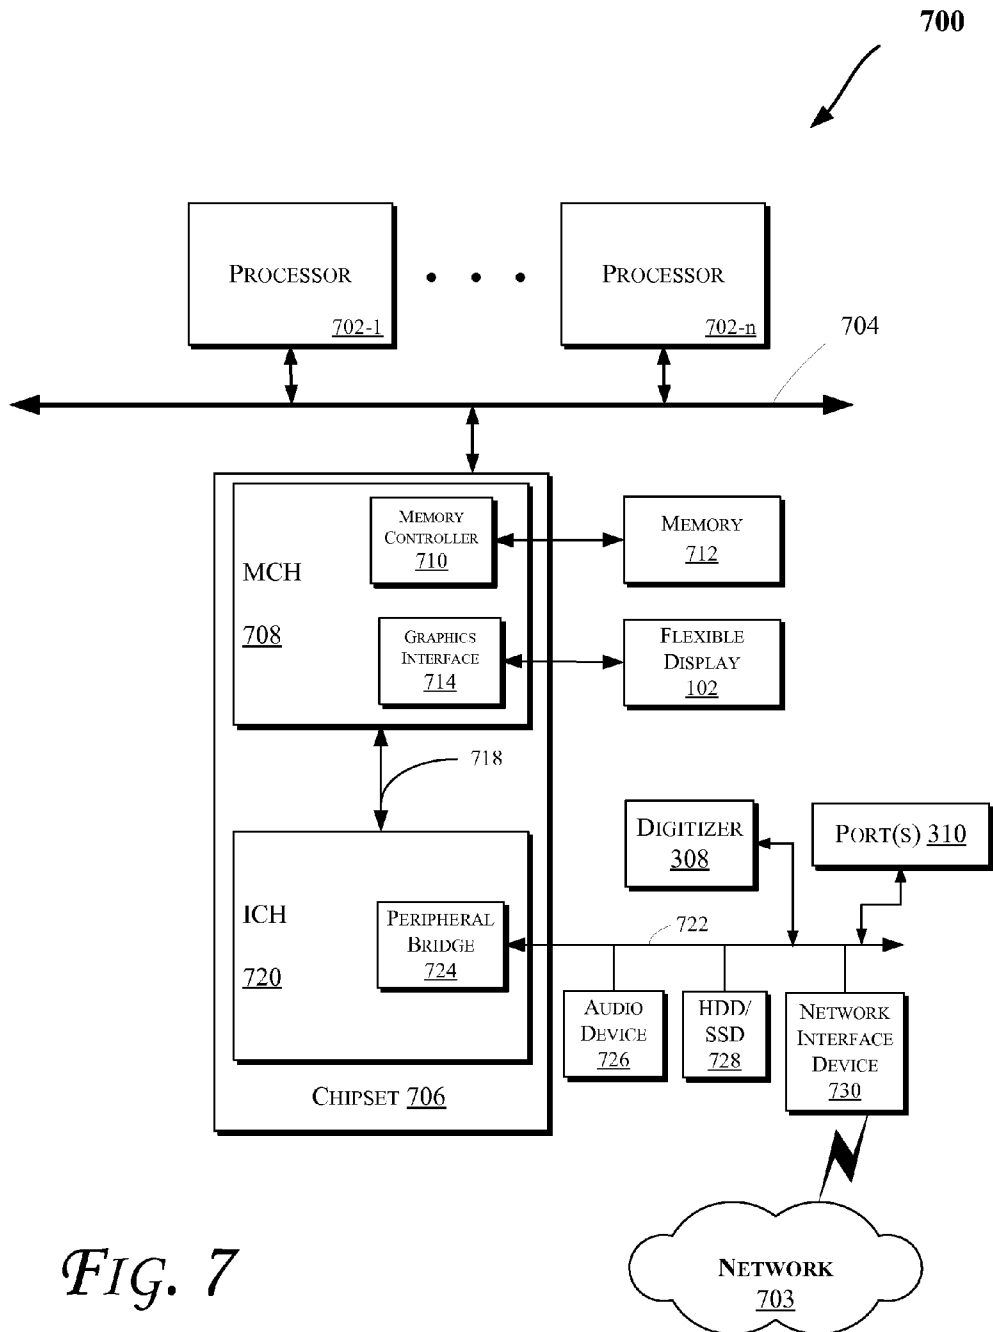 700
PROCESSOR
702-1
PROCESSOR
702-n
704
MCH
708
MEMORY
CONTROLLER
710
MEMORY
712
GRAPHICS
INTERFACE
714
FLEXIBLE
DISPLAY
102
718
ICH
720
PERIPHERAL
BRIDGE
724
DIGITIZER
308
PORT(S) 310
722
AUDIO
DEVICE
726
HDD/
SSD
728
NETWORK
INTERFACE
DEVICE
730
CHIPSET 706
NETWORK
703
FIG. 7